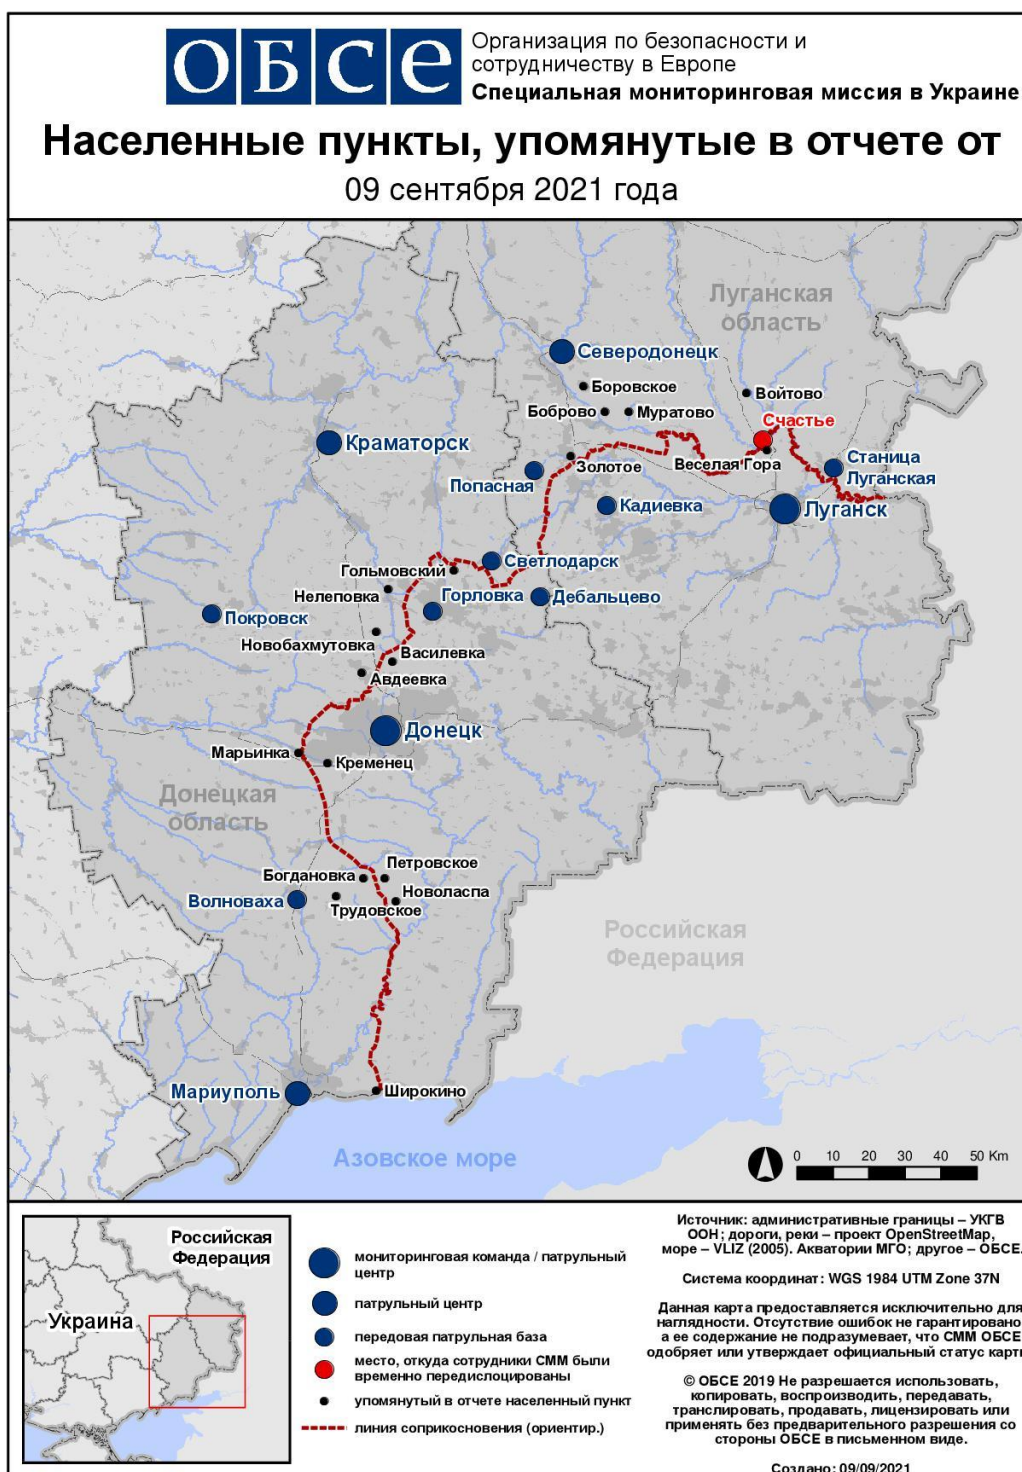 ОБСЕ
Организация по безопасности и
сотрудничеству в Европе
Специальная мониторинговая миссия в Украине
Населенные пункты, упомянутые в отчете от
09 сентября 2021 года
Луганская
область
Северодонецк
Боровское
Войтово
Боброво
Муратово
Счастье
Краматорск
Золотое
Веселая Гора
Станица
Луганская
Попасная
Кадиевка
Луганск
Светлодарск
Гольмовский
Нелеповка
Горловка
Дебальцево
Покровск
Новобахмутовка
Василевка
Авдеевка
Донецк
Марьинка
Кременец
Донецкая
область
Петровское
Богдановка
Новоласпа
Волноваха
Трудовское
Российская
Федерация
Мариуполь
Широкино
Азовское море
0 10 20 30 40 50 Km
Российская
Федерация
Украина
мониторинговая команда / патрульный
центр
патрульный центр
передовая патрульная база
место, откуда сотрудники СММ были
временно передислоцированы
упомянутый в отчете населенный пункт
линия соприкосновения (ориентир.)
Источник: административные границы – УКГВ
ООН; дороги, реки – проект OpenStreetMap,
море – VLIZ (2005). Акватории МГО; другое – ОБСЕ.
Система координат: WGS 1984 UTM Zone 37N
Данная карта предоставляется исключительно для
наглядности. Отсутствие ошибок не гарантировано,
а ее содержание не подразумевает, что СММ ОБСЕ
одобряет или утверждает официальный статус карты
© ОБСЕ 2019 Не разрешается использовать,
копировать, воспроизводить, передавать,
транслировать, продавать, лицензировать или
применять без предварительного разрешения со
стороны ОБСЕ в письменном виде.
Создано: 09/09/2021